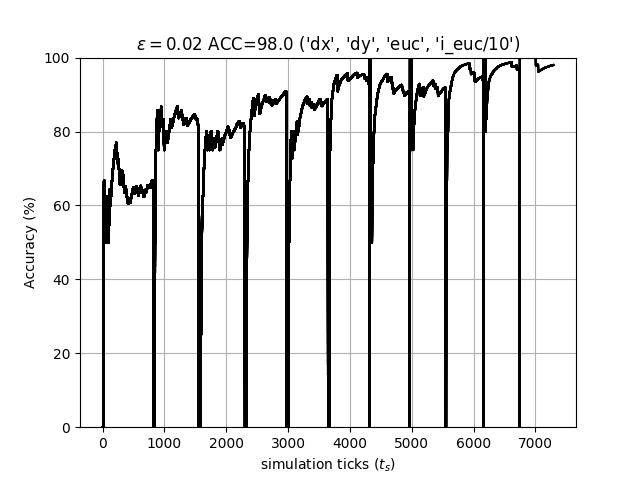 ε = 0.02 ACC=98.0 ('dx', 'dy', 'euc', 'i_euc/10')
100
80
60
40
20
0
Accuracy (%)
0 1000 2000 3000 4000 5000 6000 7000
simulation ticks (tₛ)